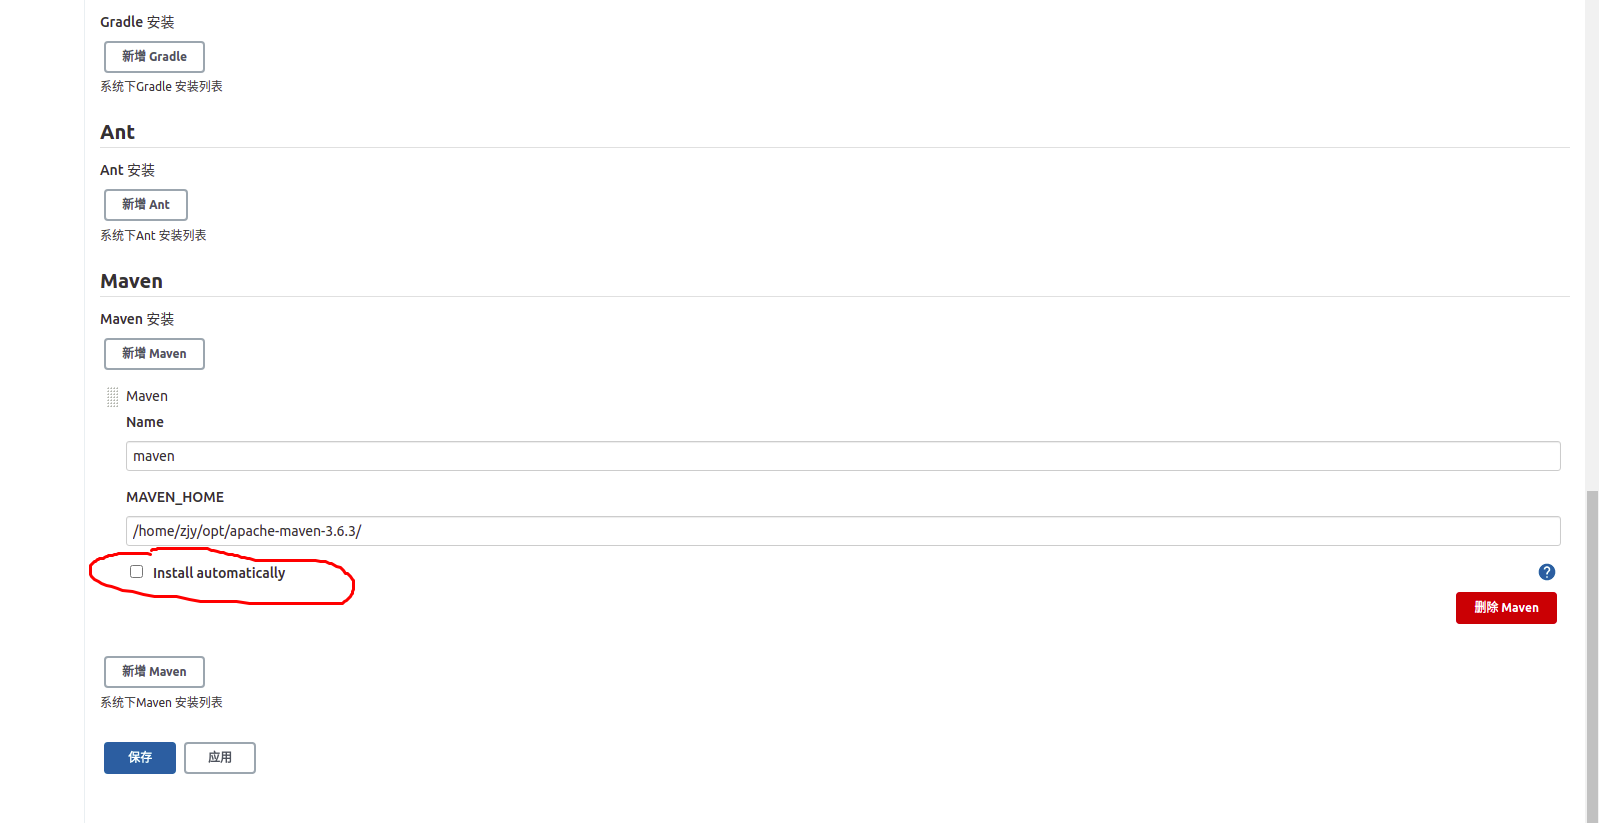 Gradle 安装
新增 Gradle
系统下Gradle 安装列表
Ant
Ant 安装
新增 Ant
系统下Ant 安装列表
Maven
Maven 安装
新增 Maven
Maven
Name
maven
MAVEN_HOME
/home/zjy/opt/apache-maven-3.6.3/
Install automatically
?
删除 Maven
新增 Maven
系统下Maven 安装列表
保存 应用